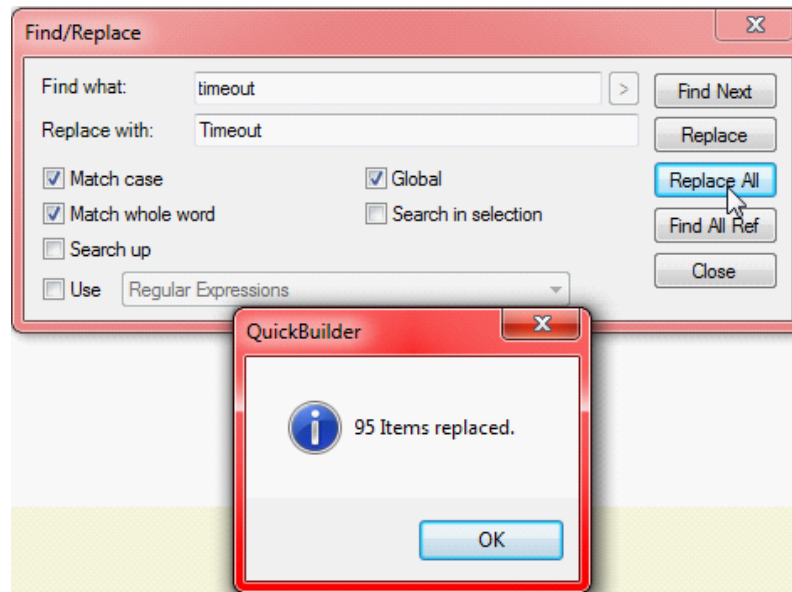 Find/Replace
Find what: timeout >
Find Next
Replace with: Timeout
Replace
Match case
Global
Replace All
Match whole word
Search in selection
Find All Ref
Search up
Close
Use Regular Expressions
QuickBuilder
95 Items replaced.
OK